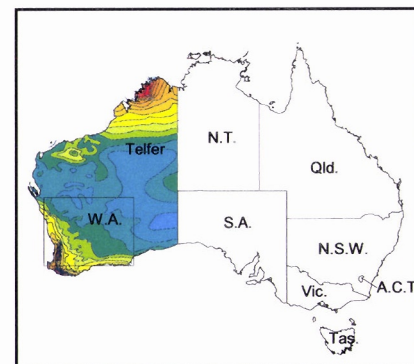 N.T.
Telfer
Qld.
W.A.
S.A.
N.S.W.
A.C.T
Vic.
Tas.